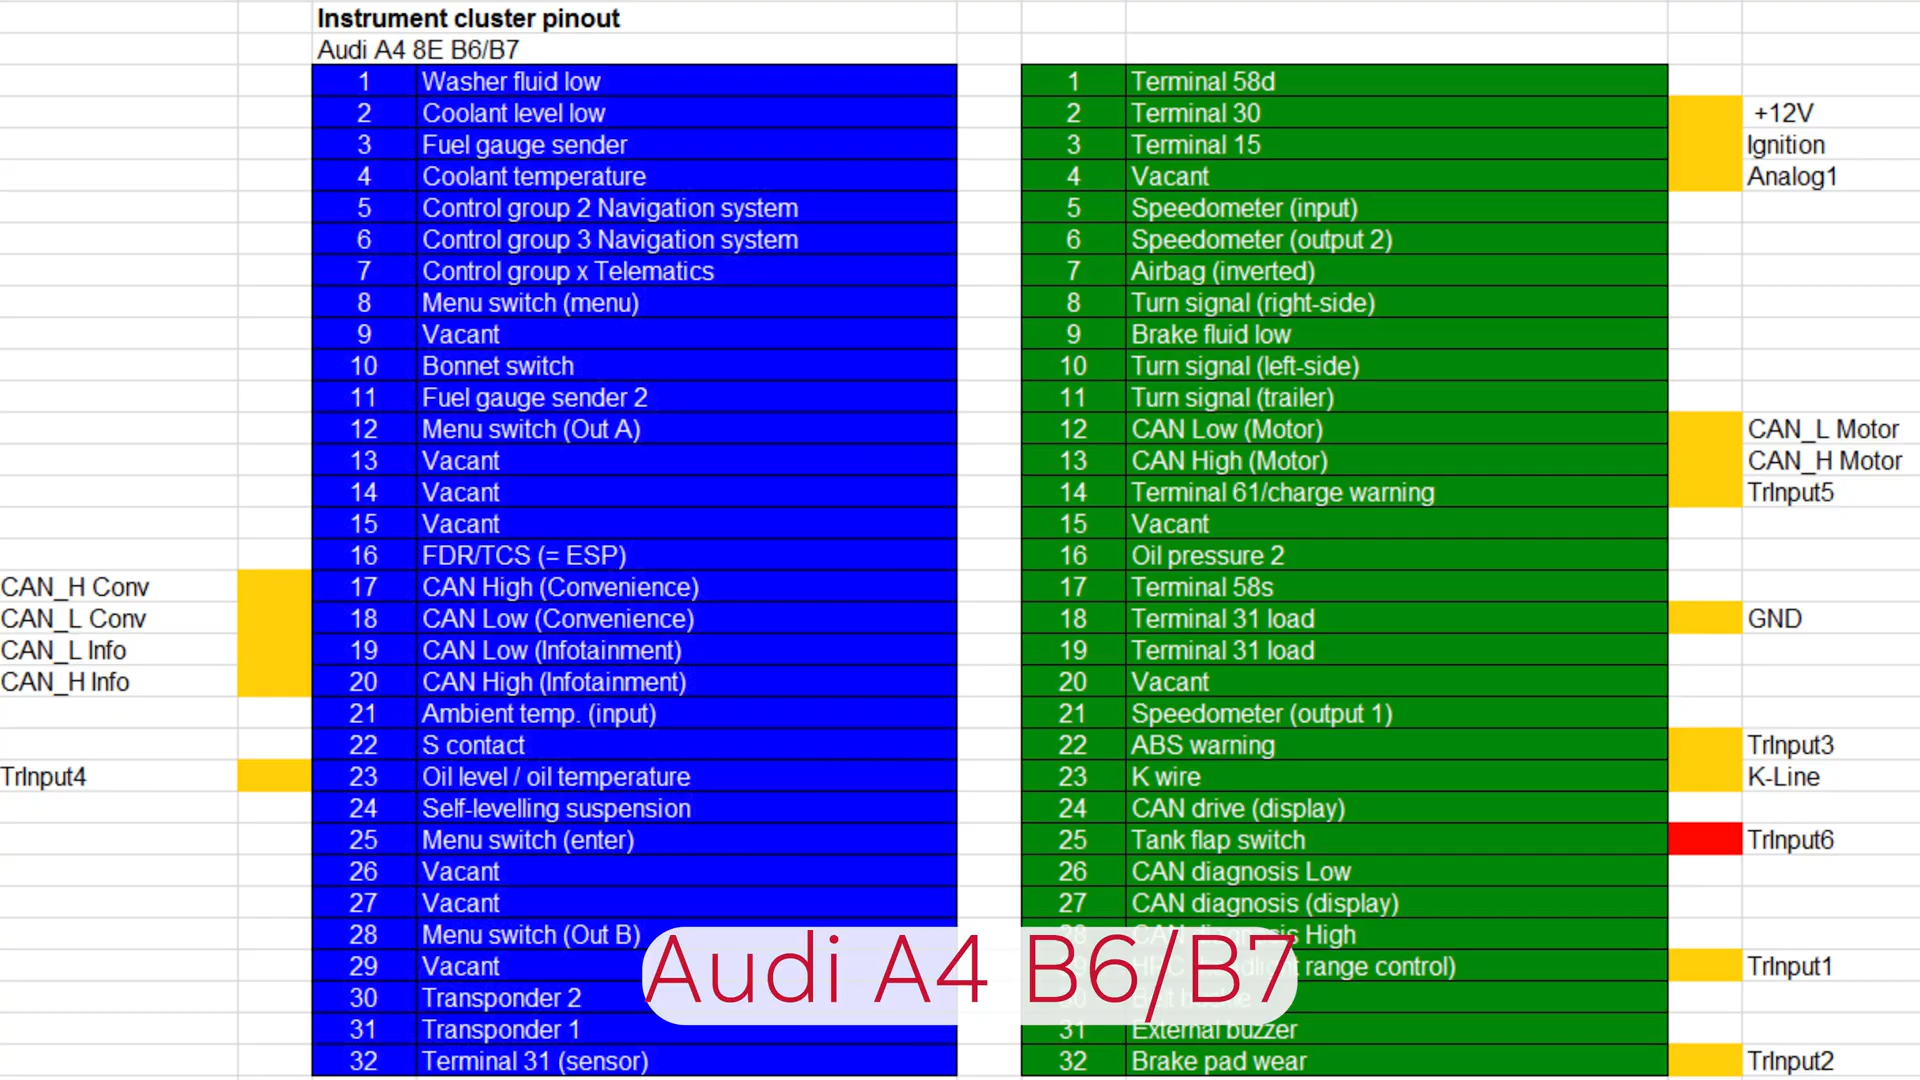 Instrument cluster pinout
Audi A4 8E B6/B7
1 Washer fluid low 1 Terminal 58d
2 Coolant level low 2 Terminal 30 +12V
3 Fuel gauge sender 3 Terminal 15 Ignition
4 Coolant temperature 4 Vacant Analog1
5 Control group 2 Navigation system 5 Speedometer (input)
6 Control group 3 Navigation system 6 Speedometer (output 2)
7 Control group x Telematics 7 Airbag (inverted)
8 Menu switch (menu) 8 Turn signal (right-side)
9 Vacant 9 Brake fluid low
10 Bonnet switch 10 Turn signal (left-side)
11 Fuel gauge sender 2 11 Turn signal (trailer)
12 Menu switch (Out A) 12 CAN Low (Motor) CAN_L Motor
13 Vacant 13 CAN High (Motor) CAN_H Motor
14 Vacant 14 Terminal 61/charge warning TrInput5
15 Vacant 15 Vacant
16 FDR/TCS (= ESP) 16 Oil pressure 2
CAN_H Conv 17 CAN High (Convenience) 17 Terminal 58s
CAN_L Conv 18 CAN Low (Convenience) 18 Terminal 31 load GND
CAN_L Info 19 CAN Low (Infotainment) 19 Terminal 31 load
CAN_H Info 20 CAN High (Infotainment) 20 Vacant
21 Ambient temp. (input) 21 Speedometer (output 1)
22 S contact 22 ABS warning TrInput3
TrInput4 23 Oil level / oil temperature 23 K wire K-Line
24 Self-levelling suspension 24 CAN drive (display)
25 Menu switch (enter) 25 Tank flap switch TrInput6
26 Vacant 26 CAN diagnosis Low
27 Vacant 27 CAN diagnosis (display)
28 Menu switch (Out B) 28 CAN diagnosis High
29 Vacant range control) TrInput1
Audi A4 B6/B7
30 Transponder 2
31 Transponder 1 31 External buzzer
32 Terminal 31 (sensor) 32 Brake pad wear TrInput2